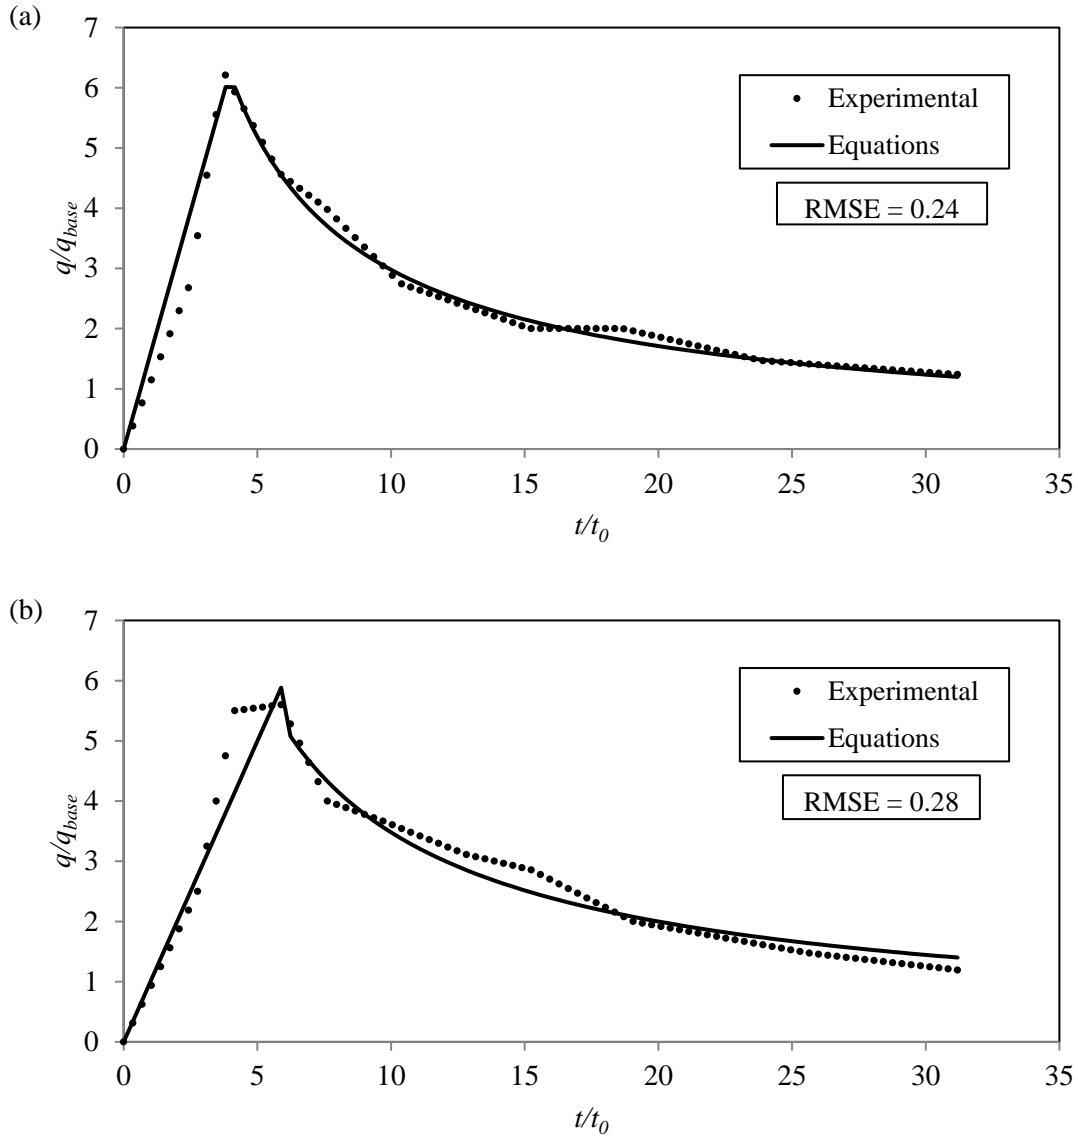 (a)
7
6
5
4
3
2
1
0
q/q_base
Experimental
Equations
RMSE = 0.24
0 5 10 15 20 25 30 35
t/t_0
(b)
7
6
5
4
3
2
1
0
q/q_base
Experimental
Equations
RMSE = 0.28
0 5 10 15 20 25 30 35
t/t_0